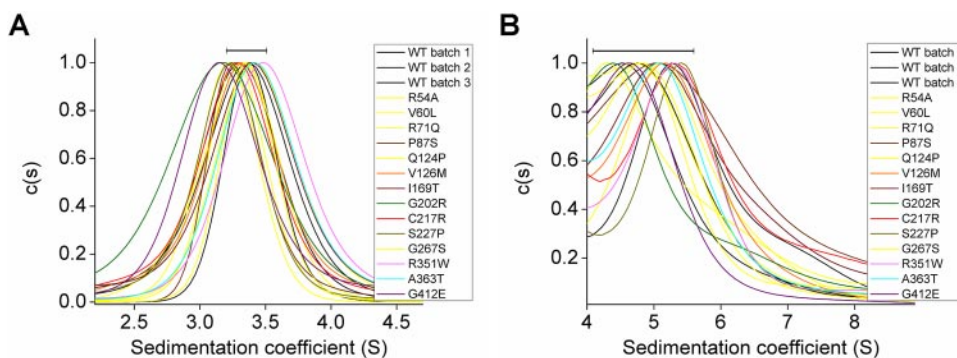 A
c(s)
1.0
0.8
0.6
0.4
0.2
0.0
2.5 3.0 3.5 4.0 4.5
Sedimentation coefficient (S)
WT batch 1
WT batch 2
WT batch 3
R54A
V60L
R71Q
P87S
Q124P
V126M
I169T
G202R
C217R
S227P
G267S
R351W
A363T
G412E
B
c(s)
1.0
0.8
0.6
0.4
0.2
4 5 6 7 8
Sedimentation coefficient (S)
WT batch
WT batch
WT batch
R54A
V60L
R71Q
P87S
Q124P
V126M
I169T
G202R
C217R
S227P
G267S
R351W
A363T
G412E